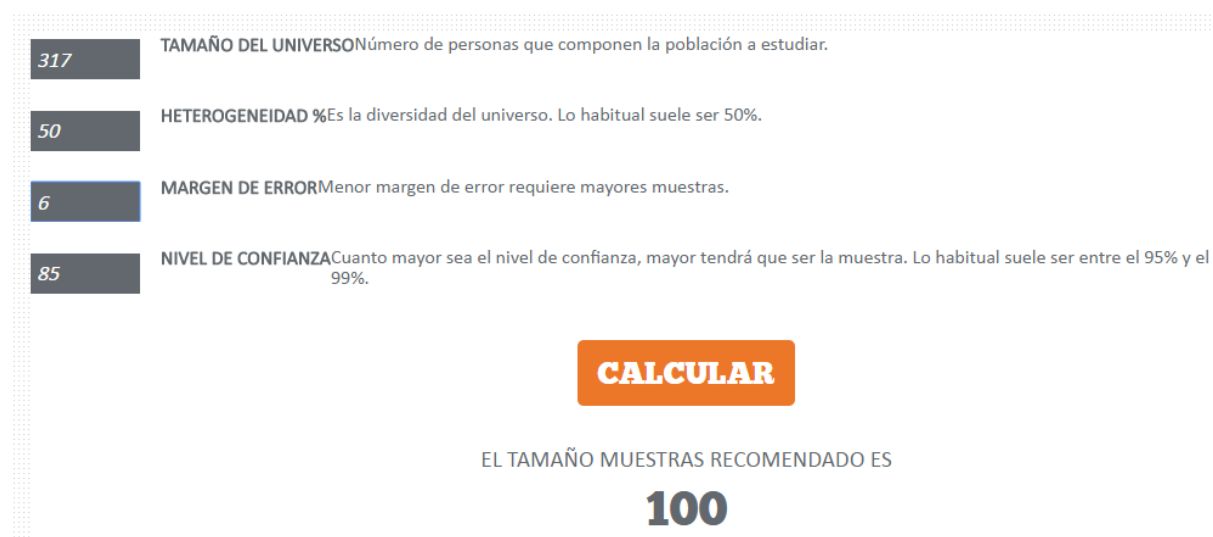 317 TAMAÑO DEL UNIVERSONúmero de personas que componen la población a estudiar.
50 HETEROGENEIDAD %Es la diversidad del universo. Lo habitual suele ser 50%.
6 MARGEN DE ERRORMenor margen de error requiere mayores muestras.
85 NIVEL DE CONFIANZACuanto mayor sea el nivel de confianza, mayor tendrá que ser la muestra. Lo habitual suele ser entre el 95% y el
99%.
CALCULAR
EL TAMAÑO MUESTRAS RECOMENDADO ES
100